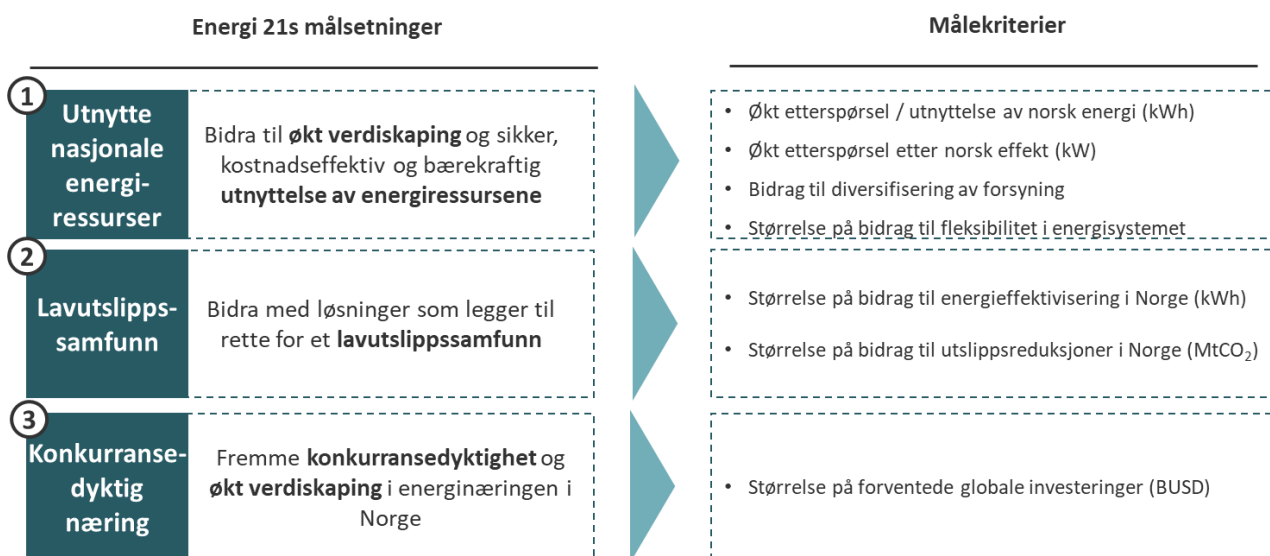 Energi 21s målsetninger
Målekriterier
1
Utnytte
nasjonale
energi-
ressurser
Bidra til økt verdiskaping og sikker,
kostnadseffektiv og bærekraftig
utnyttelse av energiressursene
• Økt etterspørsel / utnyttelse av norsk energi (kWh)
• Økt etterspørsel etter norsk effekt (kW)
• Bidrag til diversifisering av forsyning
• Størrelse på bidrag til fleksibilitet i energisystemet
2
Lavutslipps-
samfunn
Bidra med løsninger som legger til
rette for et lavutslippssamfunn
• Størrelse på bidrag til energieffektivisering i Norge (kWh)
• Størrelse på bidrag til utslippsreduksjoner i Norge (MtCO₂)
3
Konkurranse-
dyktig
næring
Fremme konkurransedyktighet og
økt verdiskaping i energinæringen i
Norge
• Størrelse på forventede globale investeringer (BUSD)